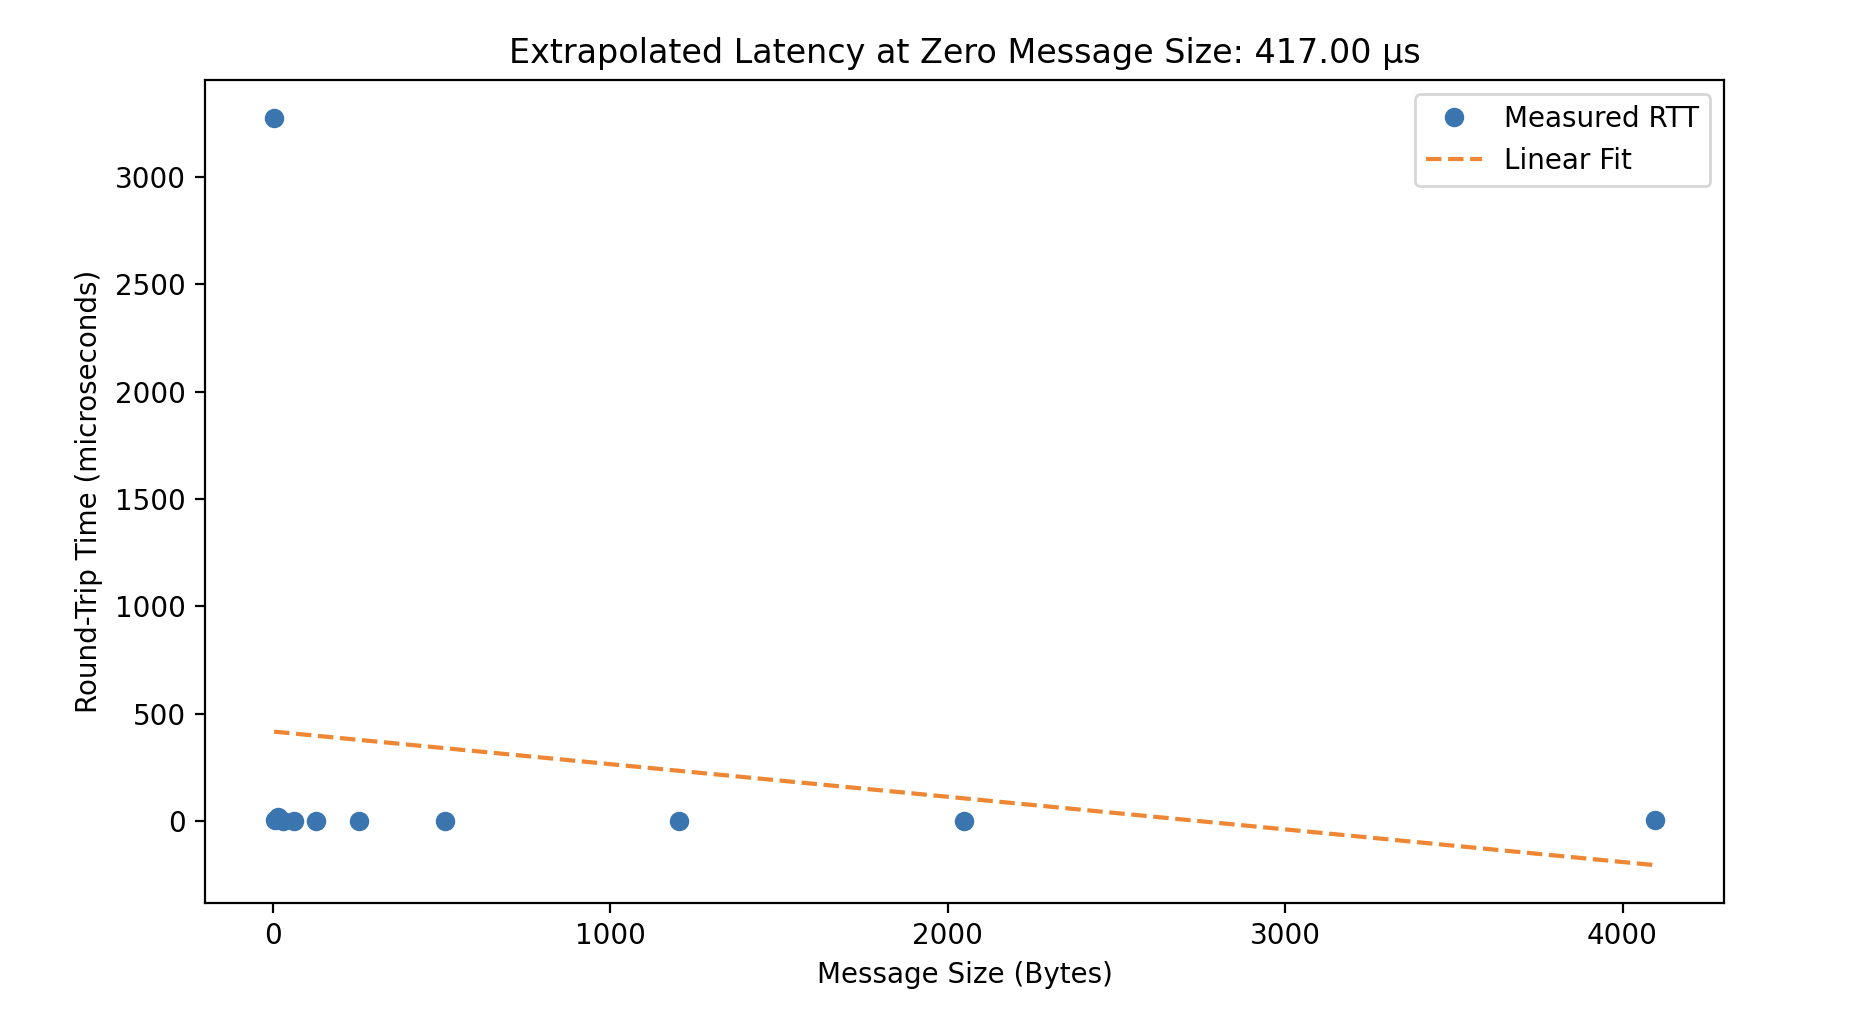 Extrapolated Latency at Zero Message Size: 417.00 μs
Measured RTT
Linear Fit
Round-Trip Time (microseconds)
3000
2500
2000
1500
1000
500
0
0 1000 2000 3000 4000
Message Size (Bytes)